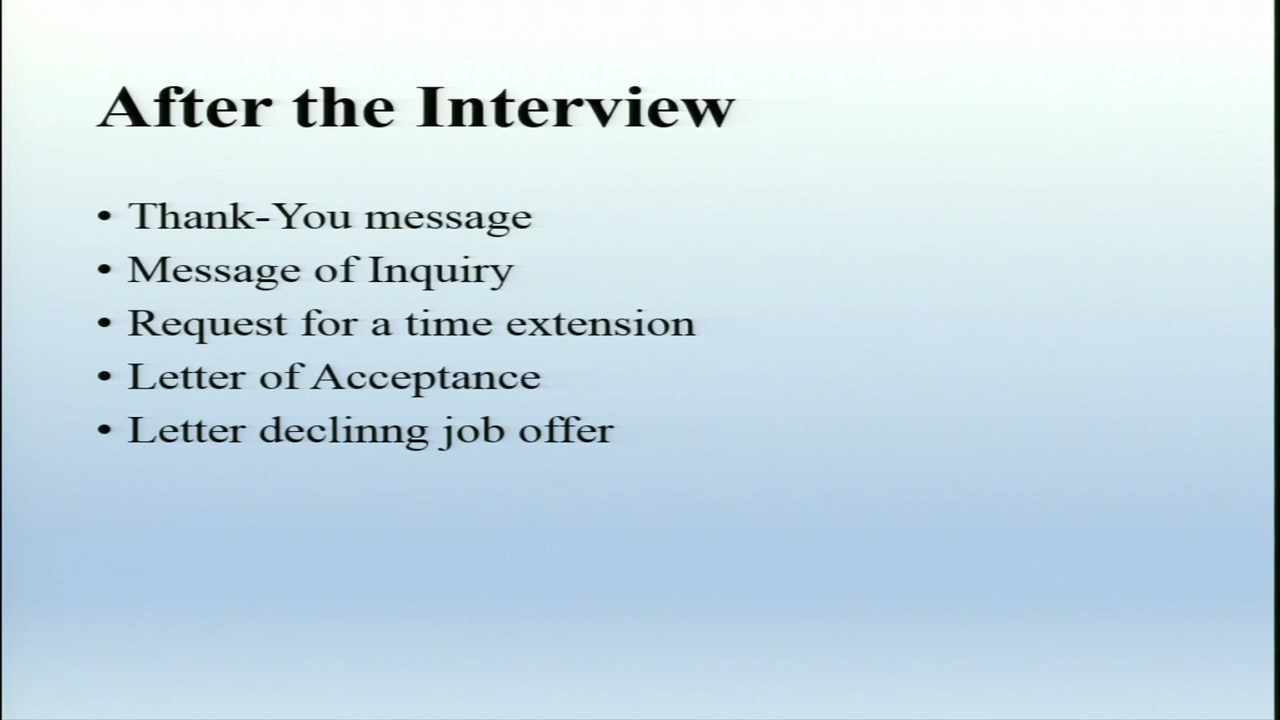 After the Interview
• Thank-You message
• Message of Inquiry
• Request for a time extension
• Letter of Acceptance
• Letter declinng job offer